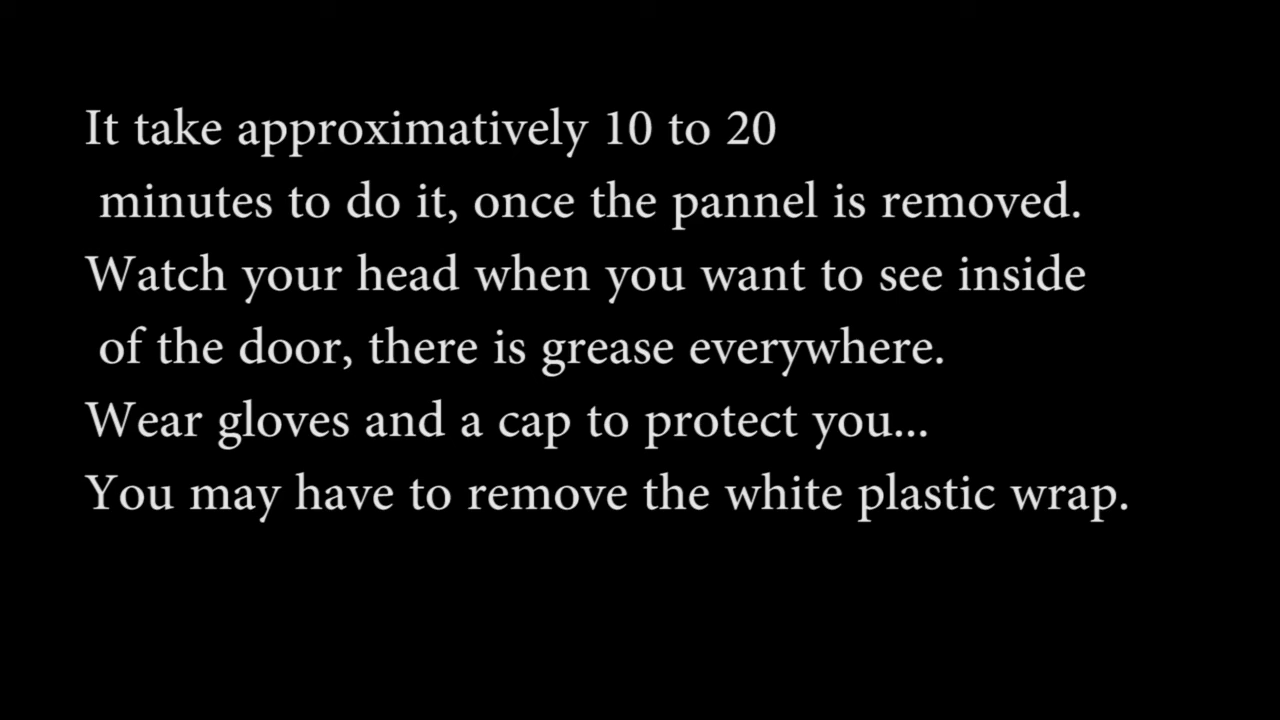 It take approximatively 10 to 20
minutes to do it, once the pannel is removed.
Watch your head when you want to see inside
of the door, there is grease everywhere.
Wear gloves and a cap to protect you...
You may have to remove the white plastic wrap.